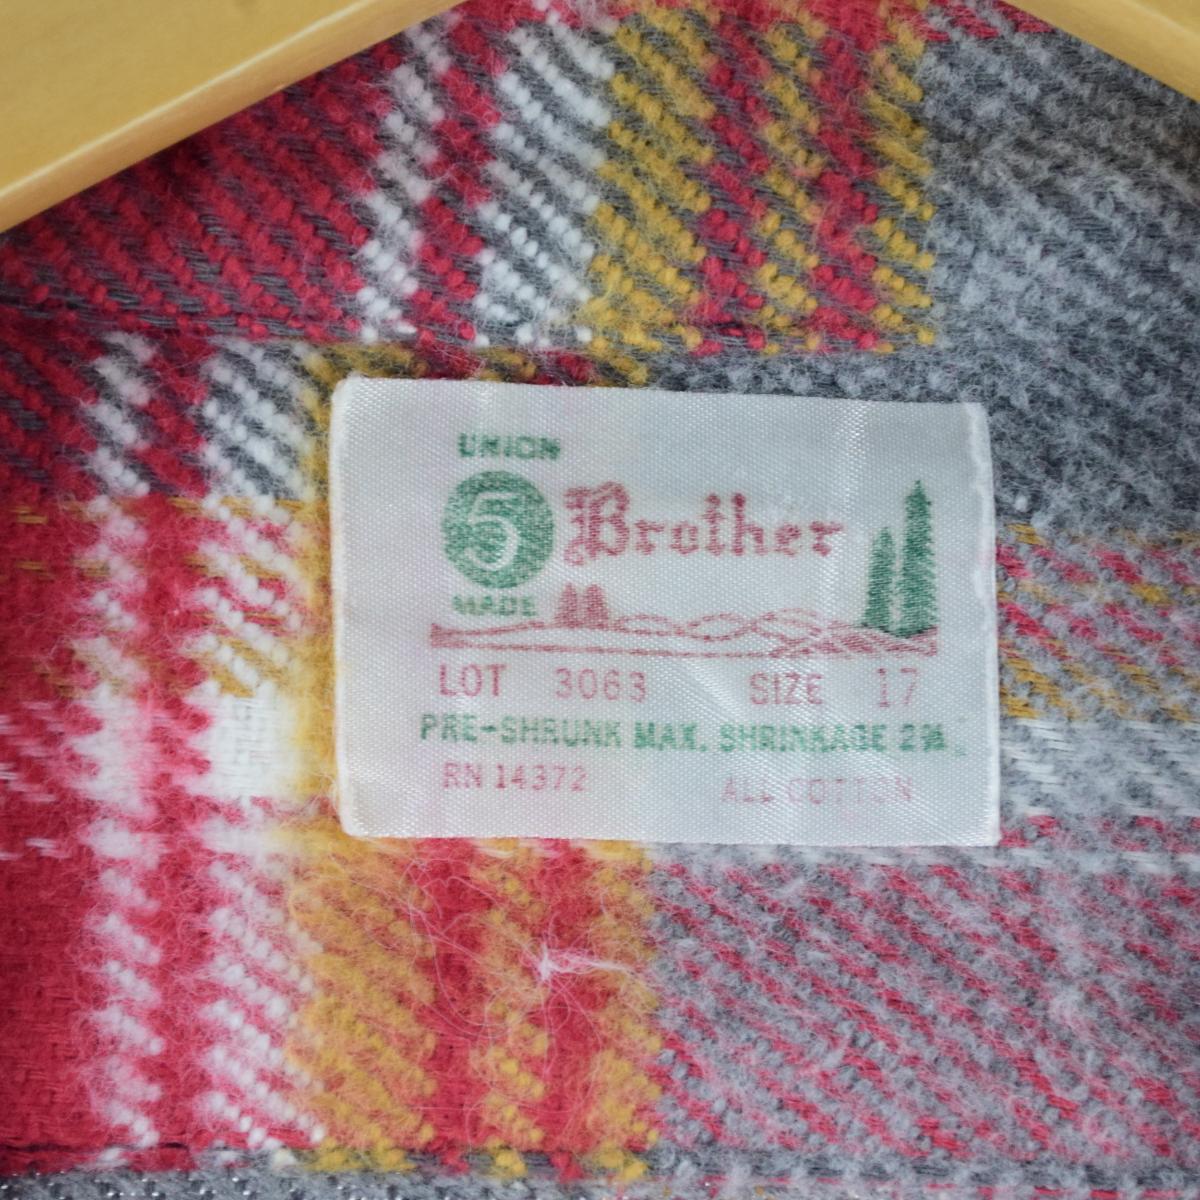 UNION
5 Brother
MADE
LOT 3063 SIZE 17
PRE-SHRUNK MAX. SHRINKAGE 2%
RN 14372 ALL COTTON